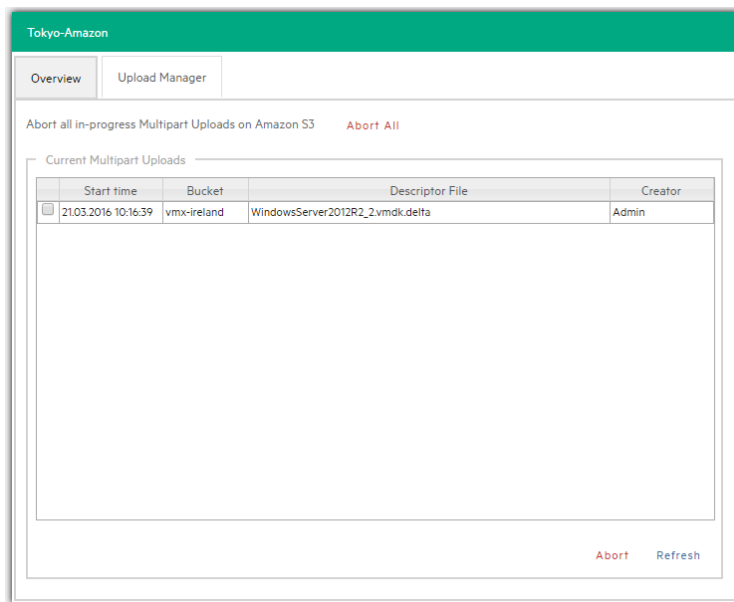 Tokyo-Amazon
Overview Upload Manager
Abort all in-progress Multipart Uploads on Amazon S3 Abort All
Current Multipart Uploads
Start time Bucket Descriptor File Creator
21.03.2016 10:16:39 vmx-ireland WindowsServer2012R2_2.vmdk.delta Admin
Abort Refresh